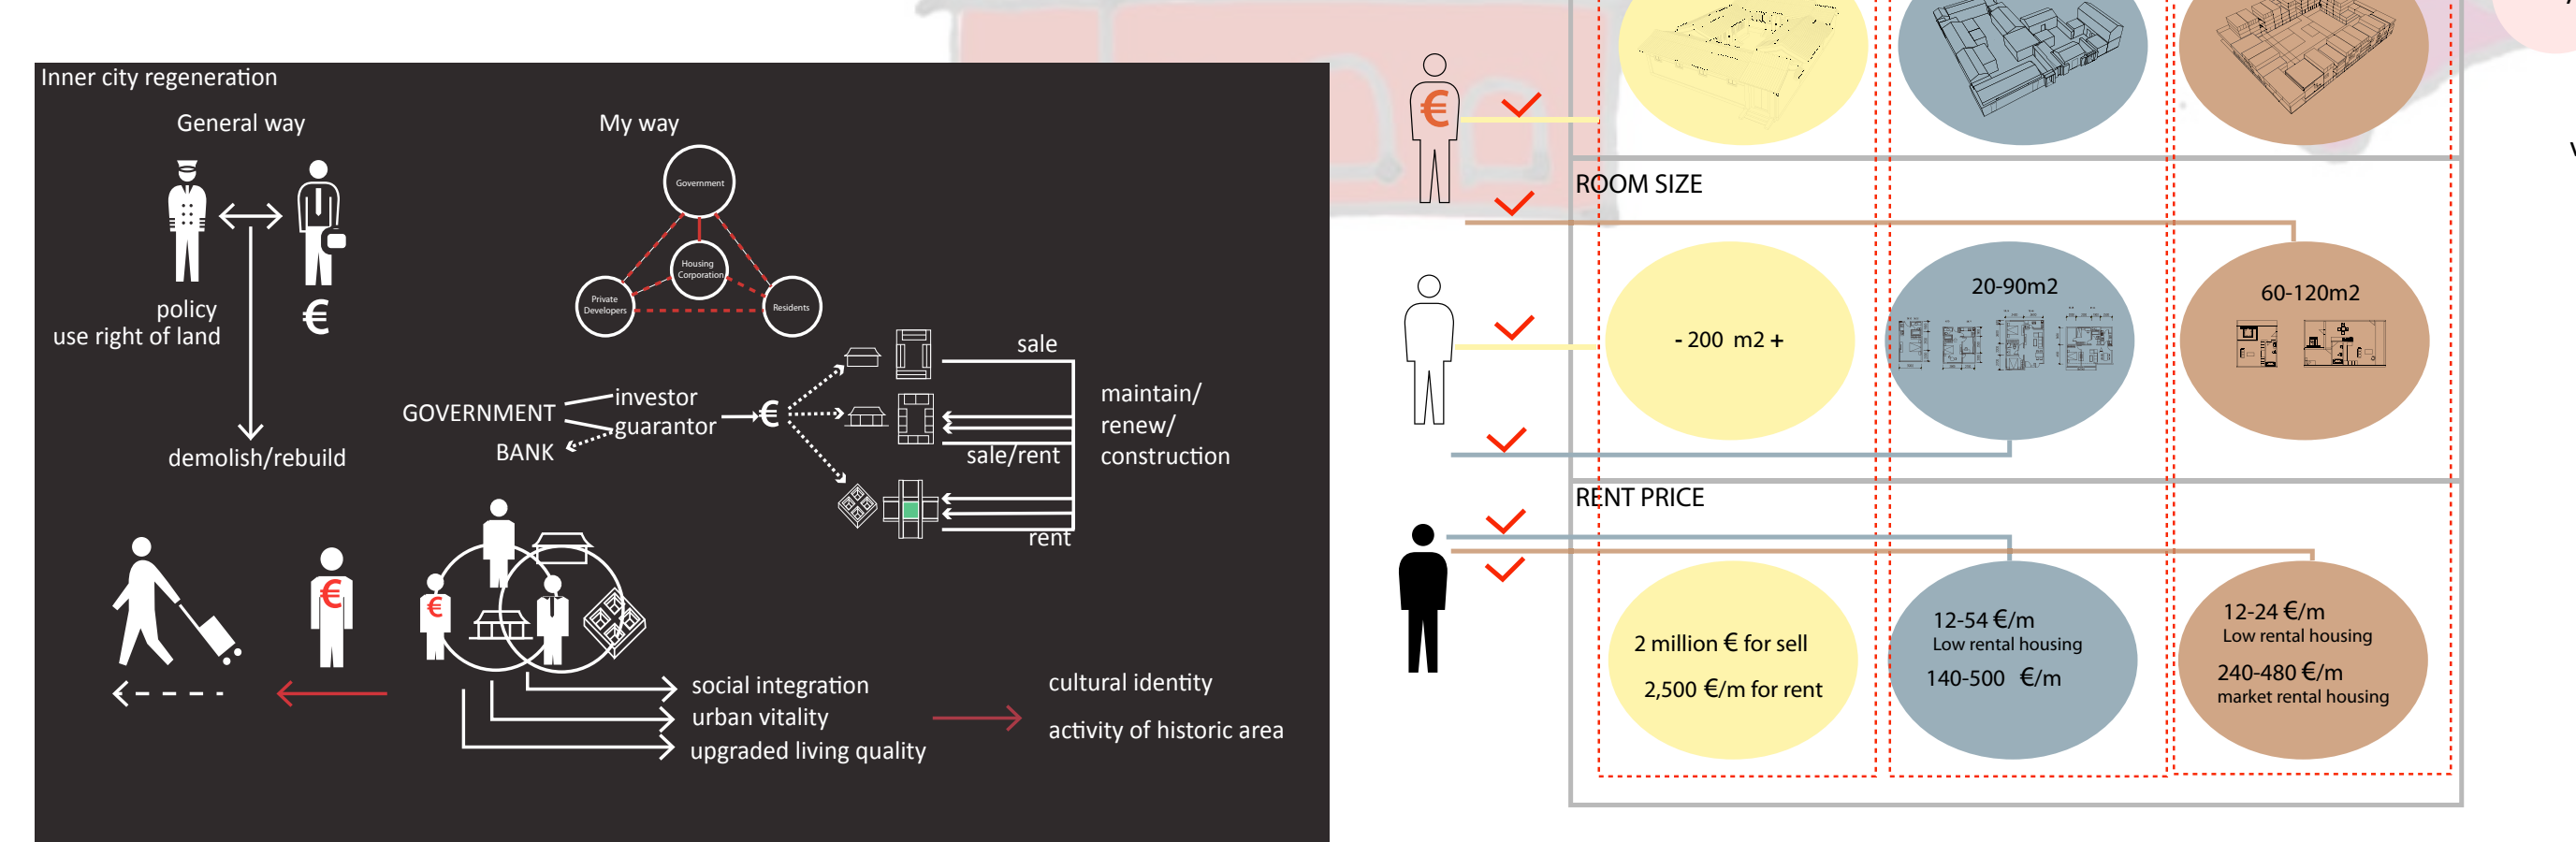 Inner city regeneration
General way
My way
Government
Housing
Corporation
Private
Developers
Residents
€
policy
use right of land
demolish/rebuild
sale
GOVERNMENT
investor
guarantor
€
BANK
sale/rent
rent
maintain/
renew/
construction
€
€
social integration
urban vitality
upgraded living quality
cultural identity
activity of historic area
€
ROOM SIZE
- 200 m2 +
20-90m2
60-120m2
RENT PRICE
2 million € for sell
2,500 €/m for rent
12-54 €/m
Low rental housing
140-500 €/m
12-24 €/m
Low rental housing
240-480 €/m
market rental housing